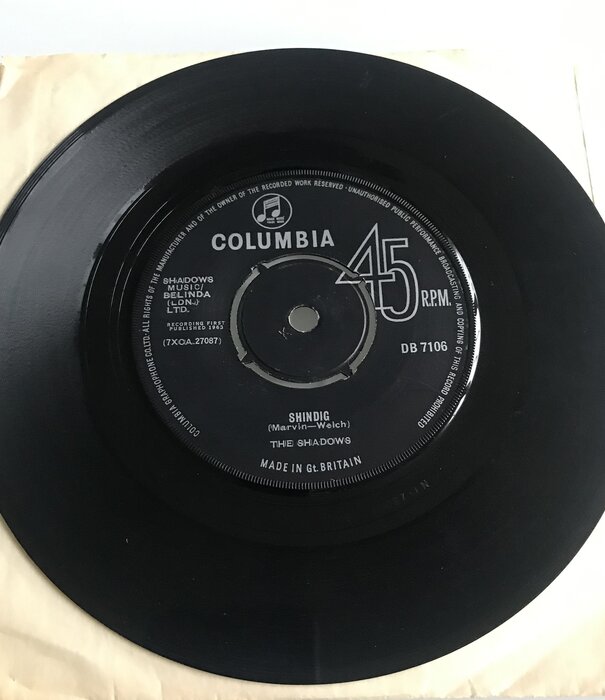 COLUMBIA GRAPHOPHONE CO. LTD.·ALL RIGHTS OF THE MANUFACTURER AND OF THE OWNER OF THE RECORDED WORK RESERVED·UNAUTHORISED PUBLIC PERFORMANCE BROADCASTING AND COPYING OF THIS RECORD PROHIBITED
COLUMBIA
45
R.P.M.
SHADOWS
MUSIC/
BELINDA
(LDN.)
LTD.
RECORDING FIRST
PUBLISHED 1963
(7XCA.27087)
DB 7106
K
SHINDIG
(Marvin—Welch)
THE SHADOWS
MADE IN Gt. BRITAIN